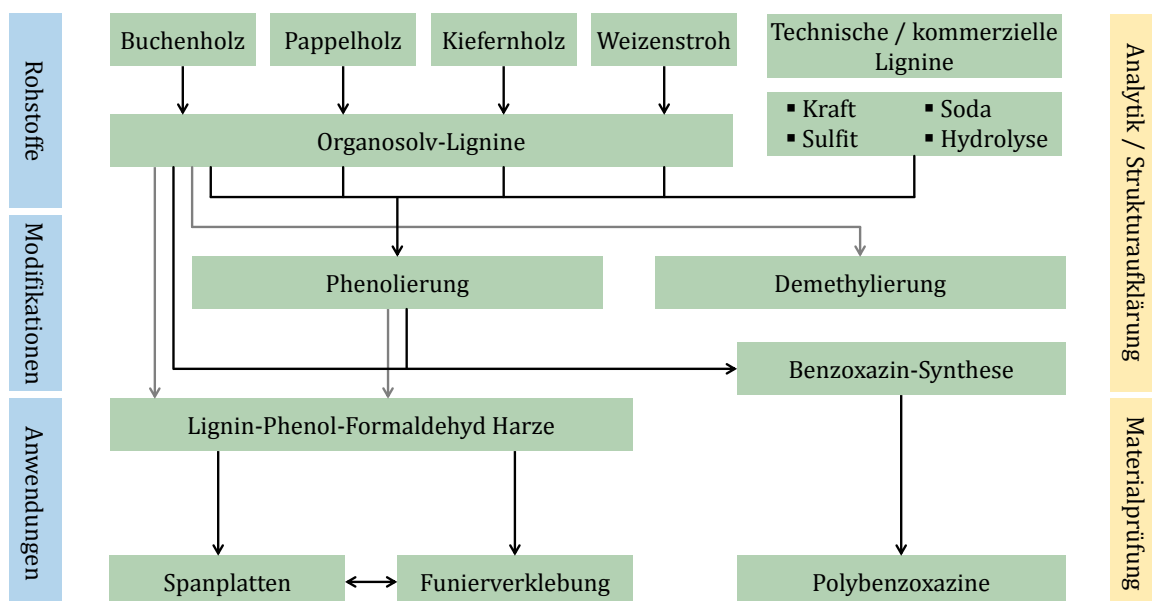 Rohstoffe
Modifikationen
Anwendungen
Buchenholz
Pappelholz
Kiefernholz
Weizenstroh
Technische / kommerzielle
Lignine
▪ Kraft
▪ Soda
▪ Sulfit
▪ Hydrolyse
Organosolv-Lignine
Phenolierung
Demethylierung
Benzoxazin-Synthese
Lignin-Phenol-Formaldehyd Harze
Spanplatten
Funierverklebung
Polybenzoxazine
Analytik / Strukturaufklärung
Materialprüfung